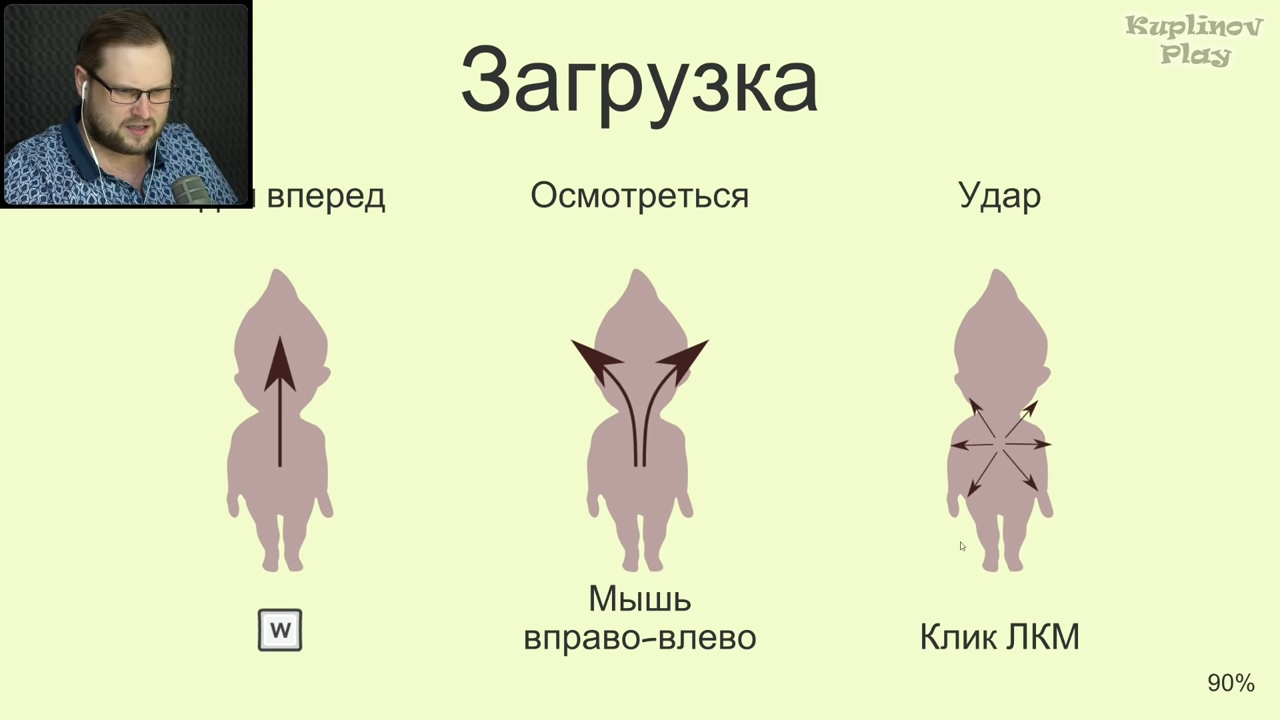 Kuplinov
Play
Загрузка
вперед
Осмотреться
Удар
W
Мышь
вправо-влево
Клик ЛКМ
90%